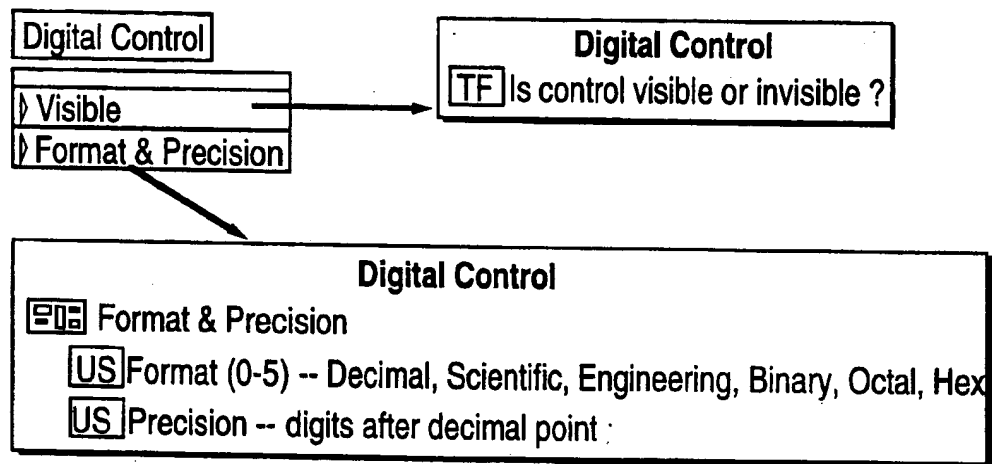 Digital Control
Visible
Format & Precision
Digital Control
TF Is control visible or invisible ?
Digital Control
Format & Precision
US Format (0-5) -- Decimal, Scientific, Engineering, Binary, Octal, Hex
US Precision -- digits after decimal point